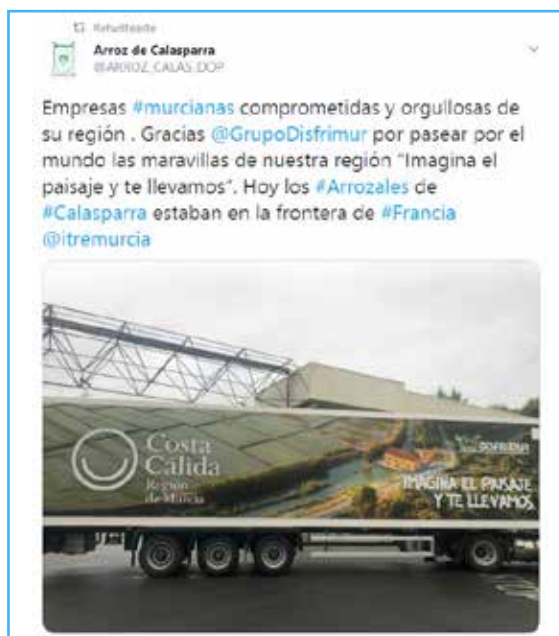 Retwitteaste
Arroz de Calasparra
@ARROZ_CALAS_DOP
Empresas #murcianas comprometidas y orgullosas de
su región . Gracias @GrupoDisfrimur por pasear por el
mundo las maravillas de nuestra región "Imagina el
paisaje y te llevamos". Hoy los #Arrozales de
#Calasparra estaban en la frontera de #Francia
@itremurcia
Costa
Cálida
Región
de Murcia
DISFRIMUR
IMAGINA EL PAISAJE
Y TE LLEVAMOS.